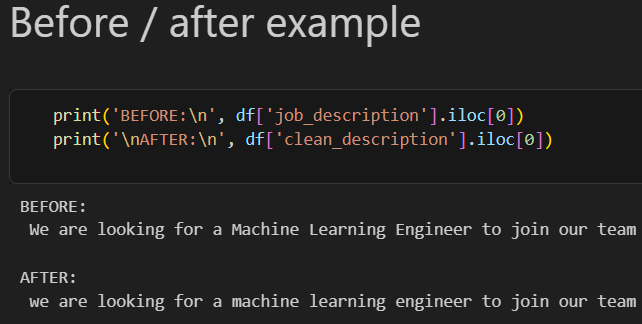 Before / after example
print('BEFORE:\n', df['job_description'].iloc[0])
print('\nAFTER:\n', df['clean_description'].iloc[0])
BEFORE:
We are looking for a Machine Learning Engineer to join our team
AFTER:
we are looking for a machine learning engineer to join our team